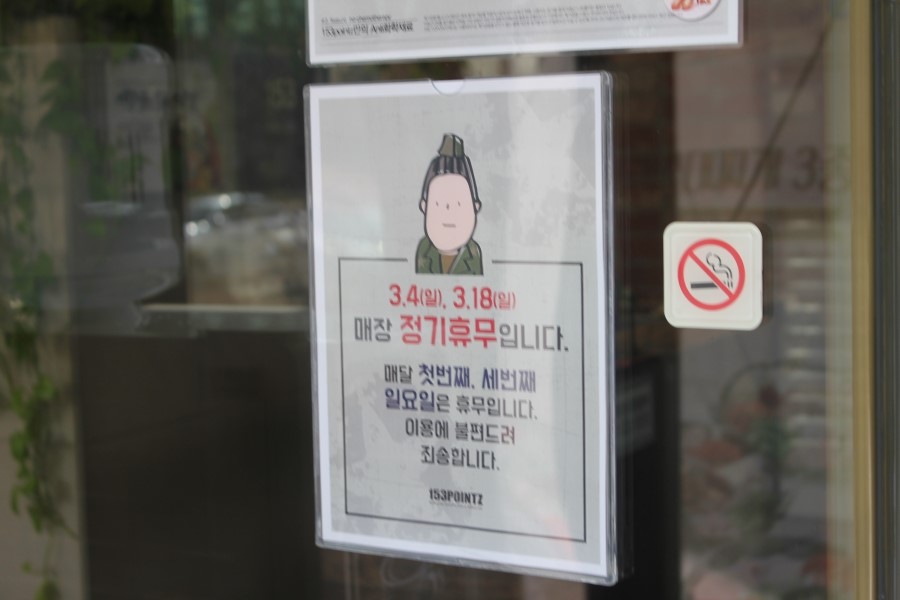 3.4(일), 3.18(일)
매장 정기휴무입니다.
매달 첫번째, 세번째
일요일은 휴무입니다.
이용에 불편드려
죄송합니다.
153POINTZ